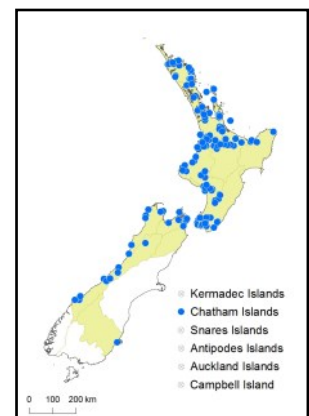 Kermadec Islands
Chatham Islands
Snares Islands
Antipodes Islands
Auckland Islands
Campbell Island
0 100 200 km